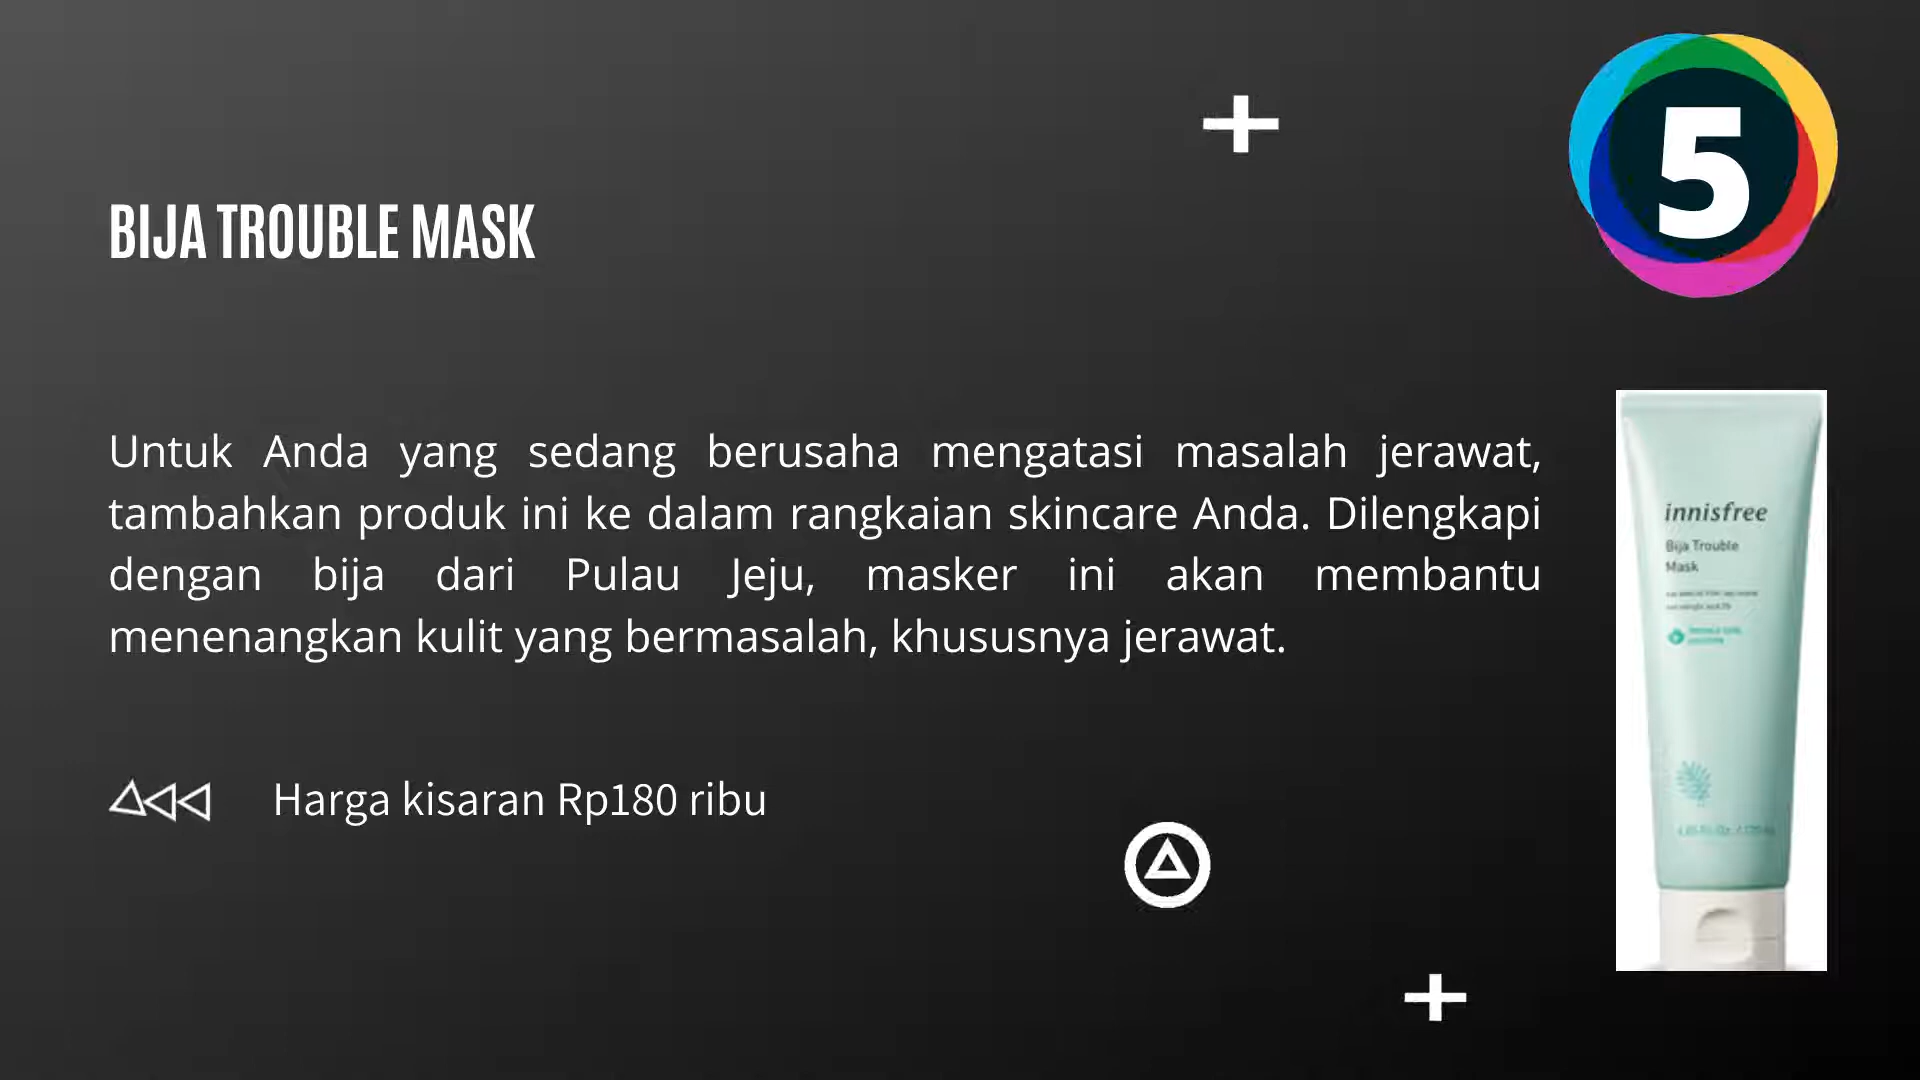 5
BIJA TROUBLE MASK
Untuk Anda yang sedang berusaha mengatasi masalah jerawat,
tambahkan produk ini ke dalam rangkaian skincare Anda. Dilengkapi
dengan bija dari Pulau Jeju, masker ini akan membantu
menenangkan kulit yang bermasalah, khususnya jerawat.
Harga kisaran Rp180 ribu
innisfree
Bija Trouble
Mask